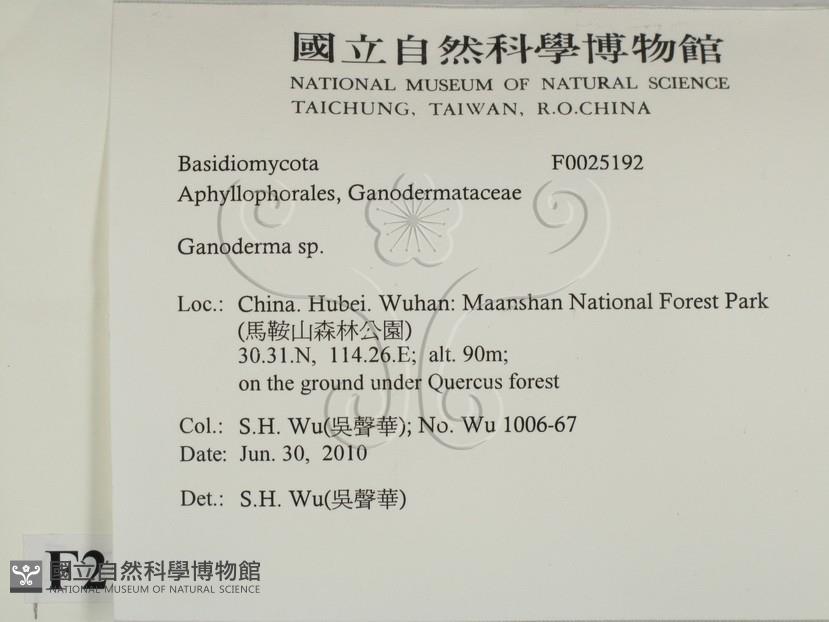 國立自然科學博物館
NATIONAL MUSEUM OF NATURAL SCIENCE
TAICHUNG, TAIWAN, R.O.CHINA
Basidiomycota F0025192
Aphyllophorales, Ganodermataceae
Ganoderma sp.
Loc.: China. Hubei. Wuhan: Maanshan National Forest Park
(馬鞍山森林公園)
30.31.N, 114.26.E; alt. 90m;
on the ground under Quercus forest
Col.: S.H. Wu(吳聲華); No. Wu 1006-67
Date: Jun. 30, 2010
Det.: S.H. Wu(吳聲華)
F2
國立自然科學博物館
NATIONAL MUSEUM OF NATURAL SCIENCE